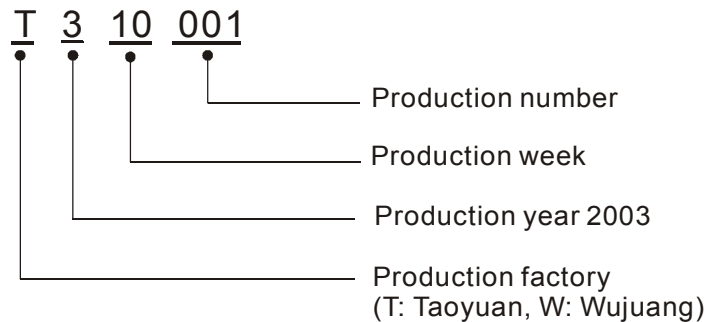 T 3 10 001
Production number
Production week
Production year 2003
Production factory
(T: Taoyuan, W: Wujuang)